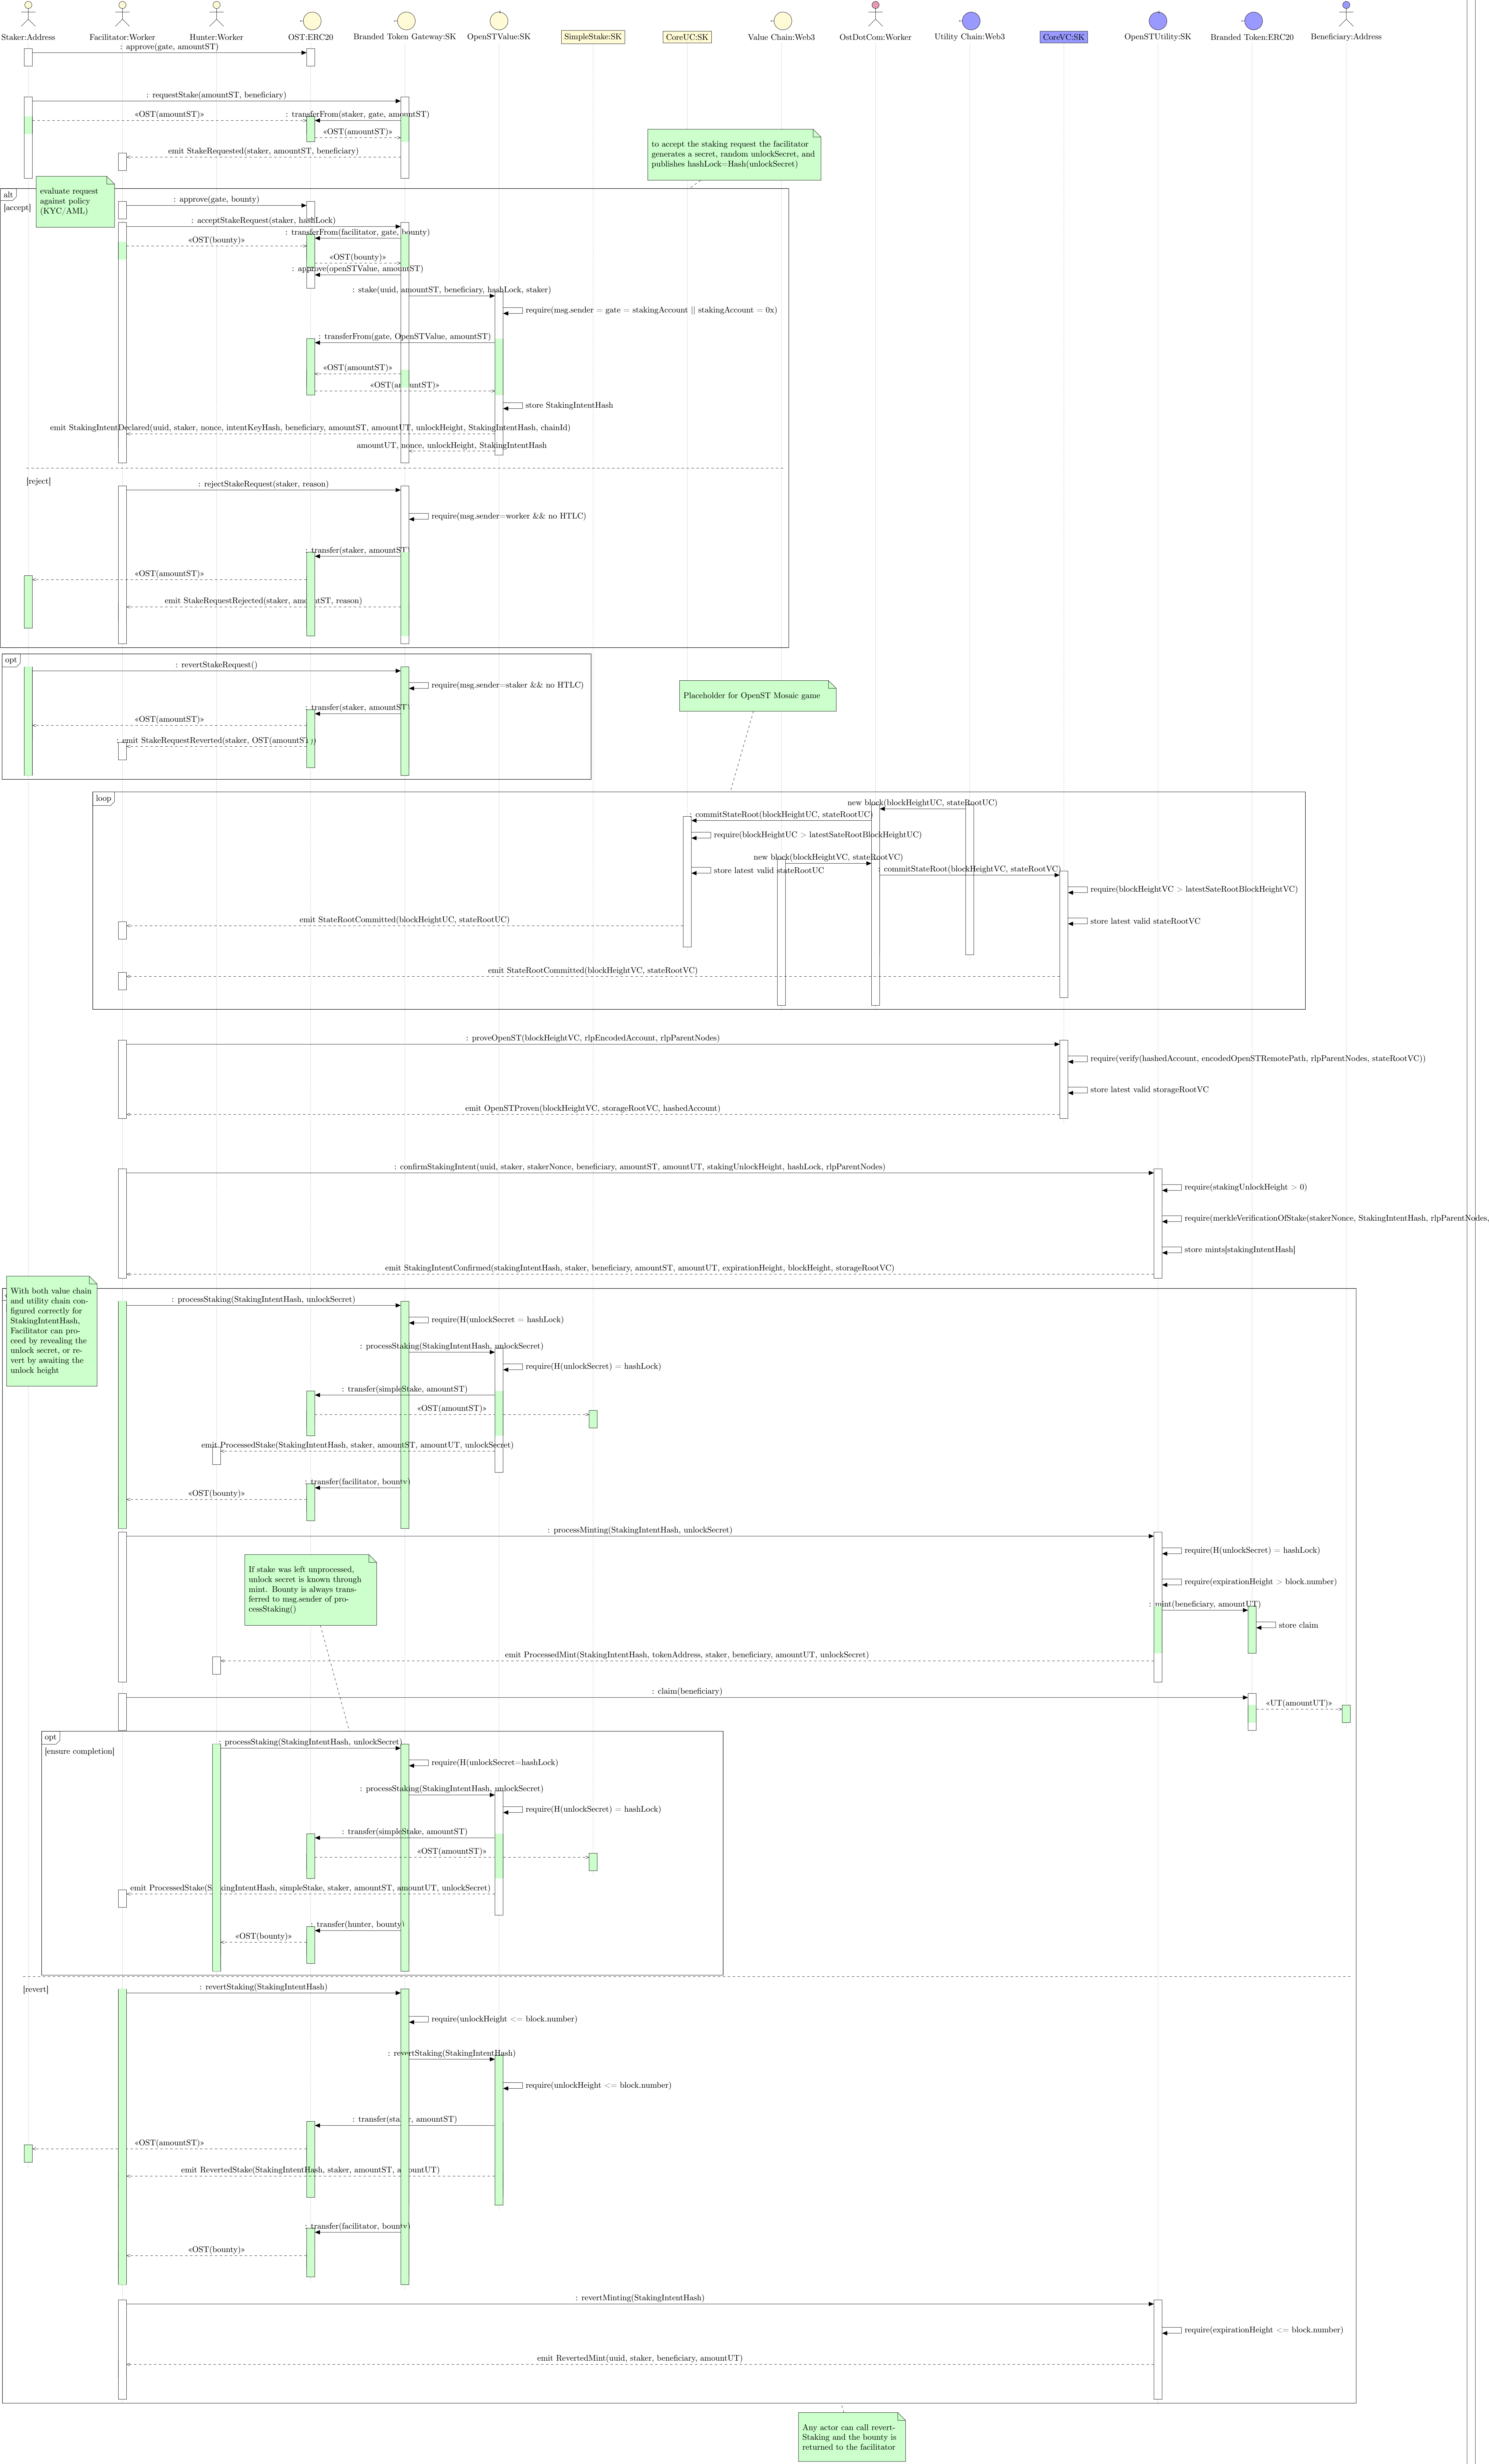 Staker:Address
Facilitator:Worker
Hunter:Worker
OST:ERC20
Branded Token Gateway:SK
OpenSTValue:SK
SimpleStake:SK
CoreUC:SK
Value Chain:Web3
OstDotCom:Worker
Utility Chain:Web3
CoreVC:SK
OpenSTUtility:SK
Branded Token:ERC20
Beneficiary:Address
: approve(gate, amountST)
: requestStake(amountST, beneficiary)
«OST(amountST)»
: transferFrom(staker, gate, amountST)
«OST(amountST)»
emit StakeRequested(staker, amountST, beneficiary)
to accept the staking request the facilitator
generates a secret, random unlockSecret, and
publishes hashLock=Hash(unlockSecret)
alt
[accept]
evaluate request
against policy
(KYC/AML)
: approve(gate, bounty)
: acceptStakeRequest(staker, hashLock)
: transferFrom(facilitator, gate, bounty)
«OST(bounty)»
«OST(bounty)»
: approve(openSTValue, amountST)
: stake(uuid, amountST, beneficiary, hashLock, staker)
require(msg.sender = gate = stakingAccount || stakingAccount = 0x)
: transferFrom(gate, OpenSTValue, amountST)
«OST(amountST)»
«OST(amountST)»
store StakingIntentHash
emit StakingIntentDeclared(uuid, staker, nonce, intentKeyHash, beneficiary, amountST, amountUT, unlockHeight, StakingIntentHash, chainId)
amountUT, nonce, unlockHeight, StakingIntentHash
[reject]
: rejectStakeRequest(staker, reason)
require(msg.sender=worker && no HTLC)
: transfer(staker, amountST)
«OST(amountST)»
emit StakeRequestRejected(staker, amountST, reason)
opt
: revertStakeRequest()
require(msg.sender=staker && no HTLC)
: transfer(staker, amountST)
«OST(amountST)»
: emit StakeRequestReverted(staker, OST(amountST))
Placeholder for OpenST Mosaic game
loop
new block(blockHeightUC, stateRootUC)
: commitStateRoot(blockHeightUC, stateRootUC)
require(blockHeightUC > latestSateRootBlockHeightUC)
new block(blockHeightVC, stateRootVC)
store latest valid stateRootUC
: commitStateRoot(blockHeightVC, stateRootVC)
require(blockHeightVC > latestSateRootBlockHeightVC)
store latest valid stateRootVC
emit StateRootCommitted(blockHeightUC, stateRootUC)
emit StateRootCommitted(blockHeightVC, stateRootVC)
: proveOpenST(blockHeightVC, rlpEncodedAccount, rlpParentNodes)
require(verify(hashedAccount, encodedOpenSTRemotePath, rlpParentNodes, stateRootVC))
store latest valid storageRootVC
emit OpenSTProven(blockHeightVC, storageRootVC, hashedAccount)
: confirmStakingIntent(uuid, staker, stakerNonce, beneficiary, amountST, amountUT, stakingUnlockHeight, hashLock, rlpParentNodes)
require(stakingUnlockHeight > 0)
require(merkleVerificationOfStake(stakerNonce, StakingIntentHash, rlpParentNodes,
store mints[stakingIntentHash]
emit StakingIntentConfirmed(stakingIntentHash, staker, beneficiary, amountST, amountUT, expirationHeight, blockHeight, storageRootVC)
With both value chain
and utility chain con-
figured correctly for
StakingIntentHash,
Facilitator can pro-
ceed by revealing the
unlock secret, or re-
vert by awaiting the
unlock height
: processStaking(StakingIntentHash, unlockSecret)
require(H(unlockSecret = hashLock)
: processStaking(StakingIntentHash, unlockSecret)
require(H(unlockSecret) = hashLock)
: transfer(simpleStake, amountST)
«OST(amountST)»
emit ProcessedStake(StakingIntentHash, staker, amountST, amountUT, unlockSecret)
: transfer(facilitator, bounty)
«OST(bounty)»
: processMinting(StakingIntentHash, unlockSecret)
require(H(unlockSecret) = hashLock)
require(expirationHeight > block.number)
If stake was left unprocessed,
unlock secret is known through
mint. Bounty is always trans-
ferred to msg.sender of pro-
cessStaking()
: mint(beneficiary, amountUT)
store claim
emit ProcessedMint(StakingIntentHash, tokenAddress, staker, beneficiary, amountUT, unlockSecret)
: claim(beneficiary)
«UT(amountUT)»
opt
[ensure completion]
: processStaking(StakingIntentHash, unlockSecret)
require(H(unlockSecret=hashLock)
: processStaking(StakingIntentHash, unlockSecret)
require(H(unlockSecret) = hashLock)
: transfer(simpleStake, amountST)
«OST(amountST)»
emit ProcessedStake(StakingIntentHash, simpleStake, staker, amountST, amountUT, unlockSecret)
: transfer(hunter, bounty)
«OST(bounty)»
[revert]
: revertStaking(StakingIntentHash)
require(unlockHeight <= block.number)
: revertStaking(StakingIntentHash)
require(unlockHeight <= block.number)
: transfer(staker, amountST)
«OST(amountST)»
emit RevertedStake(StakingIntentHash, staker, amountST, amountUT)
: transfer(facilitator, bounty)
«OST(bounty)»
: revertMinting(StakingIntentHash)
require(expirationHeight <= block.number)
emit RevertedMint(uuid, staker, beneficiary, amountUT)
Any actor can call revert-
Staking and the bounty is
returned to the facilitator